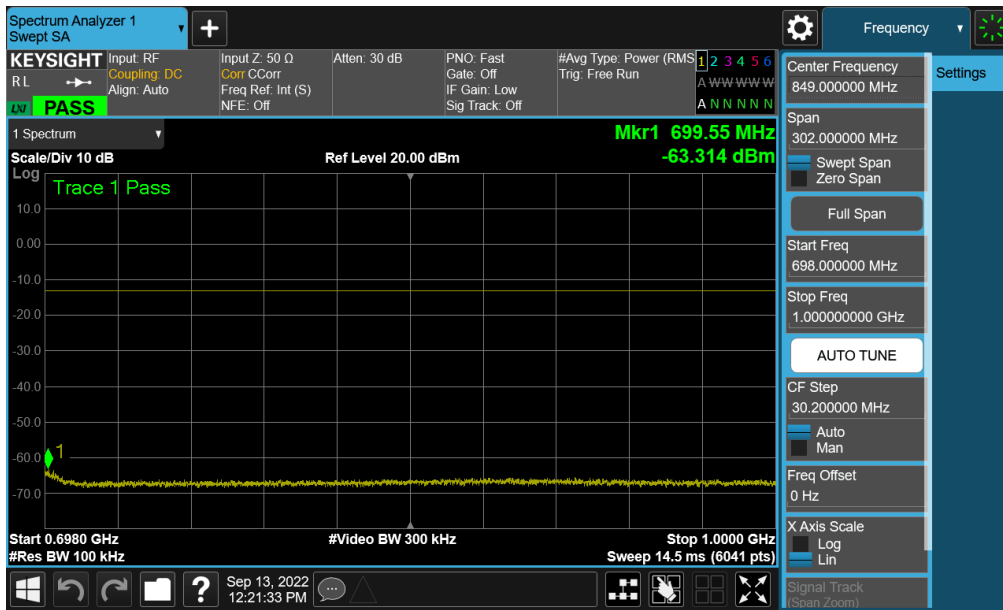 Spectrum Analyzer 1
Swept SA
Frequency
KEYSIGHT
RL
LXI PASS
Input: RF
Coupling: DC
Align: Auto
Input Z: 50 Ω
Corr CCorr
Freq Ref: Int (S)
NFE: Off
Atten: 30 dB
PNO: Fast
Gate: Off
IF Gain: Low
Sig Track: Off
#Avg Type: Power (RMS
Trig: Free Run
1 2 3 4 5 6
A W W W W W
A N N N N N
1 Spectrum
Scale/Div 10 dB
Ref Level 20.00 dBm
Mkr1 699.55 MHz
-63.314 dBm
Log
Trace 1 Pass
10.0
0.00
-10.0
-20.0
-30.0
-40.0
-50.0
-60.0
-70.0
1
Start 0.6980 GHz
#Res BW 100 kHz
#Video BW 300 kHz
Stop 1.0000 GHz
Sweep 14.5 ms (6041 pts)
Center Frequency
849.000000 MHz
Span
302.000000 MHz
Swept Span
Zero Span
Full Span
Start Freq
698.000000 MHz
Stop Freq
1.000000000 GHz
AUTO TUNE
CF Step
30.200000 MHz
Auto
Man
Freq Offset
0 Hz
X Axis Scale
Log
Lin
Signal Track
(Span Zoom)
Settings
?
Sep 13, 2022
12:21:33 PM